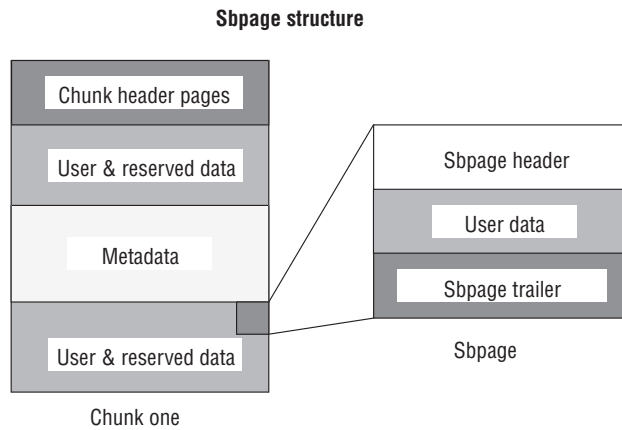 Sbpage structure
Chunk header pages
User & reserved data
Metadata
User & reserved data
Chunk one
Sbpage header
User data
Sbpage trailer
Sbpage